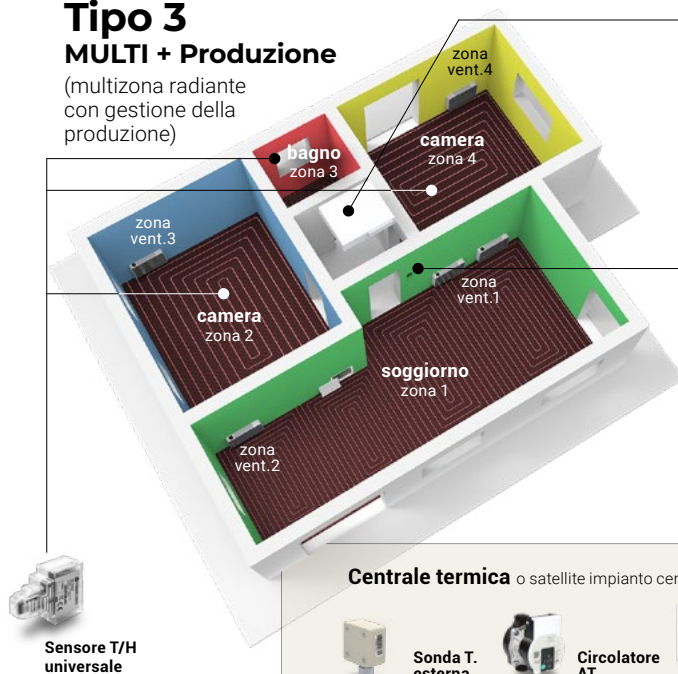 Tipo 3
MULTI + Produzione
(multizona radiante
con gestione della
produzione)
zona
vent.4
bagno
zona 3
camera
zona 4
zona
vent.3
zona
vent.1
camera
zona 2
soggiorno
zona 1
zona
vent.2
Centrale termica o satellite impianto cen
Sensore T/H
universale
Sonda T.
esterna
Circolatore
AT